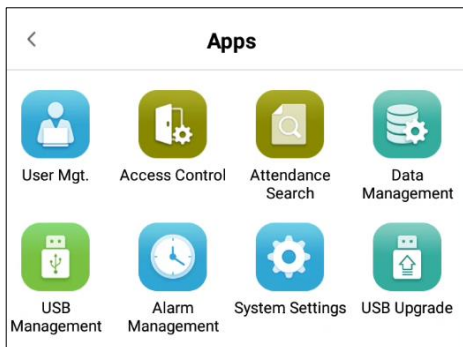 Apps
User Mgt.
Access Control
Attendance
Search
Data
Management
USB
Management
Alarm
Management
System Settings
USB Upgrade